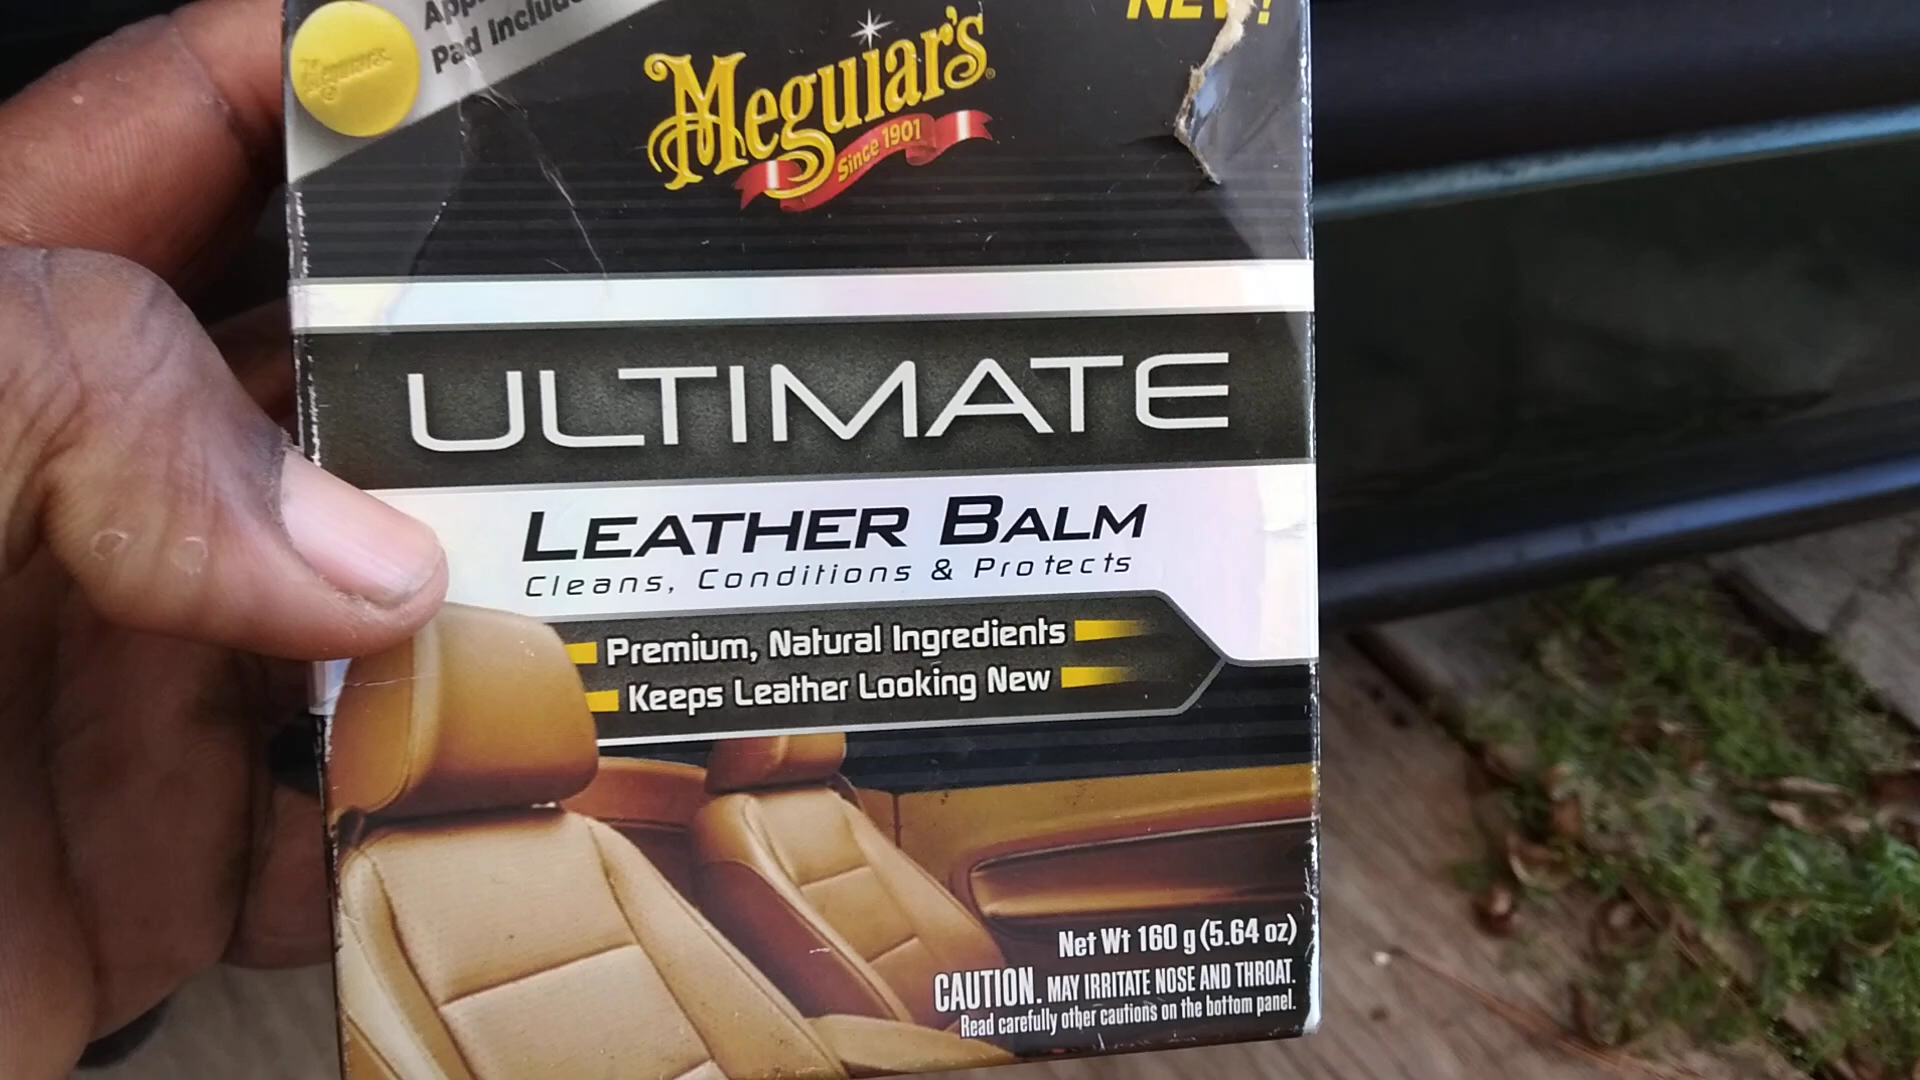 Pad
Meguiar's
Since 1901
ULTIMATE
LEATHER BALM
Cleans, Conditions & Protects
Premium, Natural Ingredients
Keeps Leather Looking New
Net Wt 160 g (5.64 oz)
CAUTION. MAY IRRITATE NOSE AND THROAT.
Read carefully other cautions on the bottom panel.